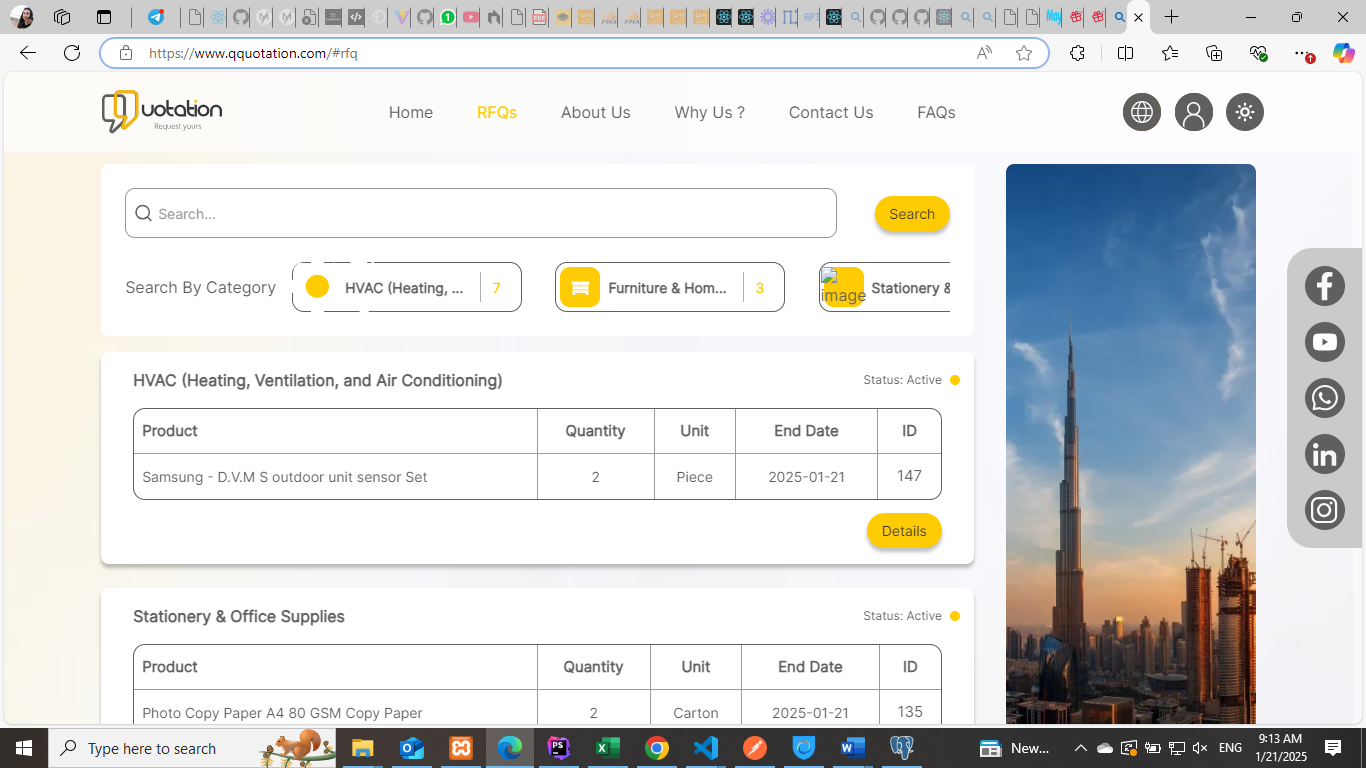 https://www.qquotation.com/#rfq
Quotation
Request yours
Home RFQs About Us Why Us ? Contact Us FAQs
Search...
Search
Search By Category
HVAC (Heating, ... 7
Furniture & Hom... 3
image
Stationery &
HVAC (Heating, Ventilation, and Air Conditioning)
Status: Active
Product Quantity Unit End Date ID
Samsung - D.V.M S outdoor unit sensor Set 2 Piece 2025-01-21 147
Details
Stationery & Office Supplies
Status: Active
Product Quantity Unit End Date ID
Photo Copy Paper A4 80 GSM Copy Paper 2 Carton 2025-01-21 135
Type here to search
New...
ENG
9:13 AM
1/21/2025